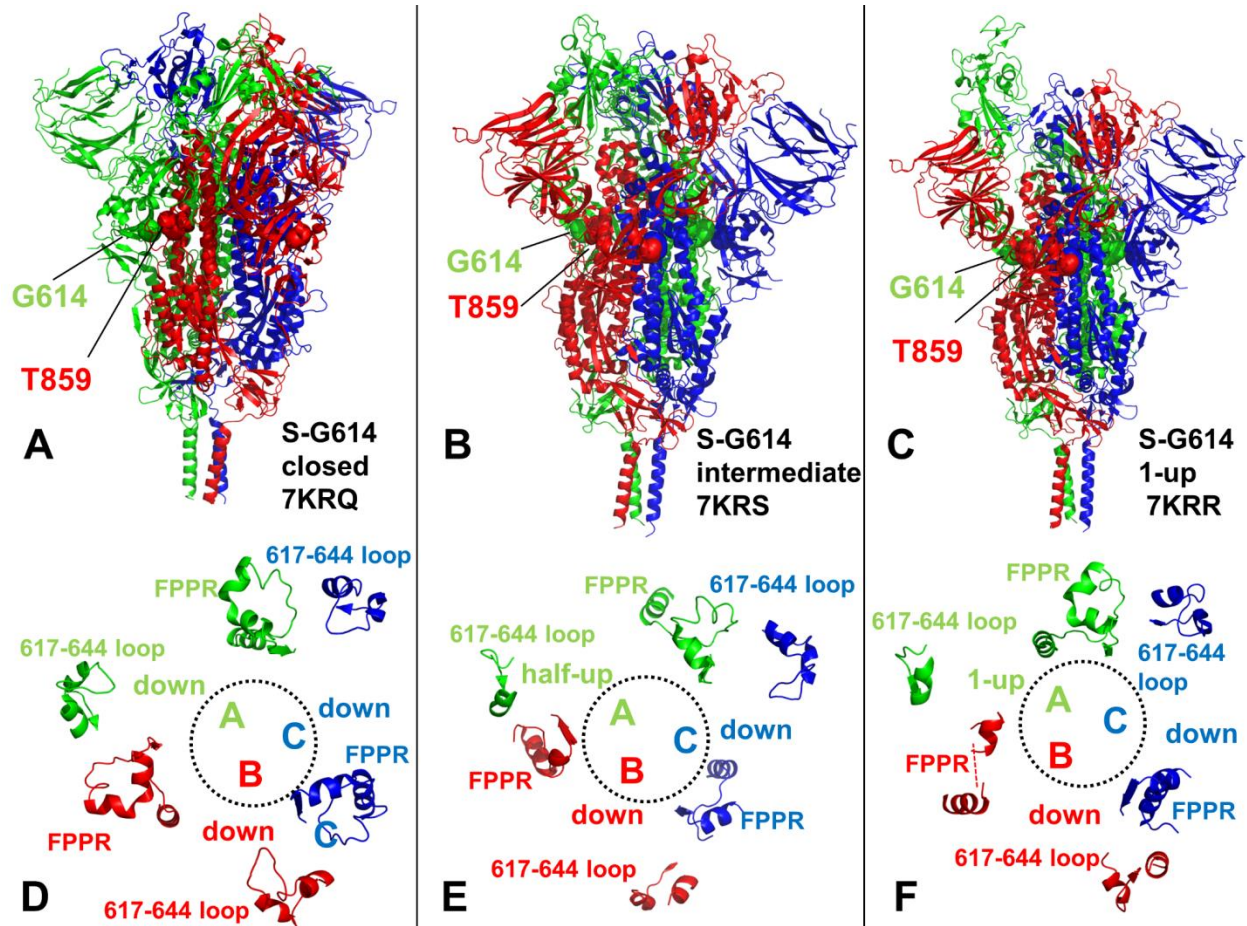 G614
T859
A
S-G614
closed
7KRQ
G614
T859
B
S-G614
intermediate
7KRS
G614
T859
C
S-G614
1-up
7KRR
617-644 loop
FPPR
617-644 loop
down
A
down
C
B
FPPR
down
C
FPPR
617-644 loop
D
FPPR
617-644 loop
617-644 loop
half-up
A
C
down
B
FPPR
down
FPPR
617-644 loop
E
FPPR
617-644 loop
617-644
loop
1-up
A
C
down
B
FPPR
down
FPPR
617-644 loop
F